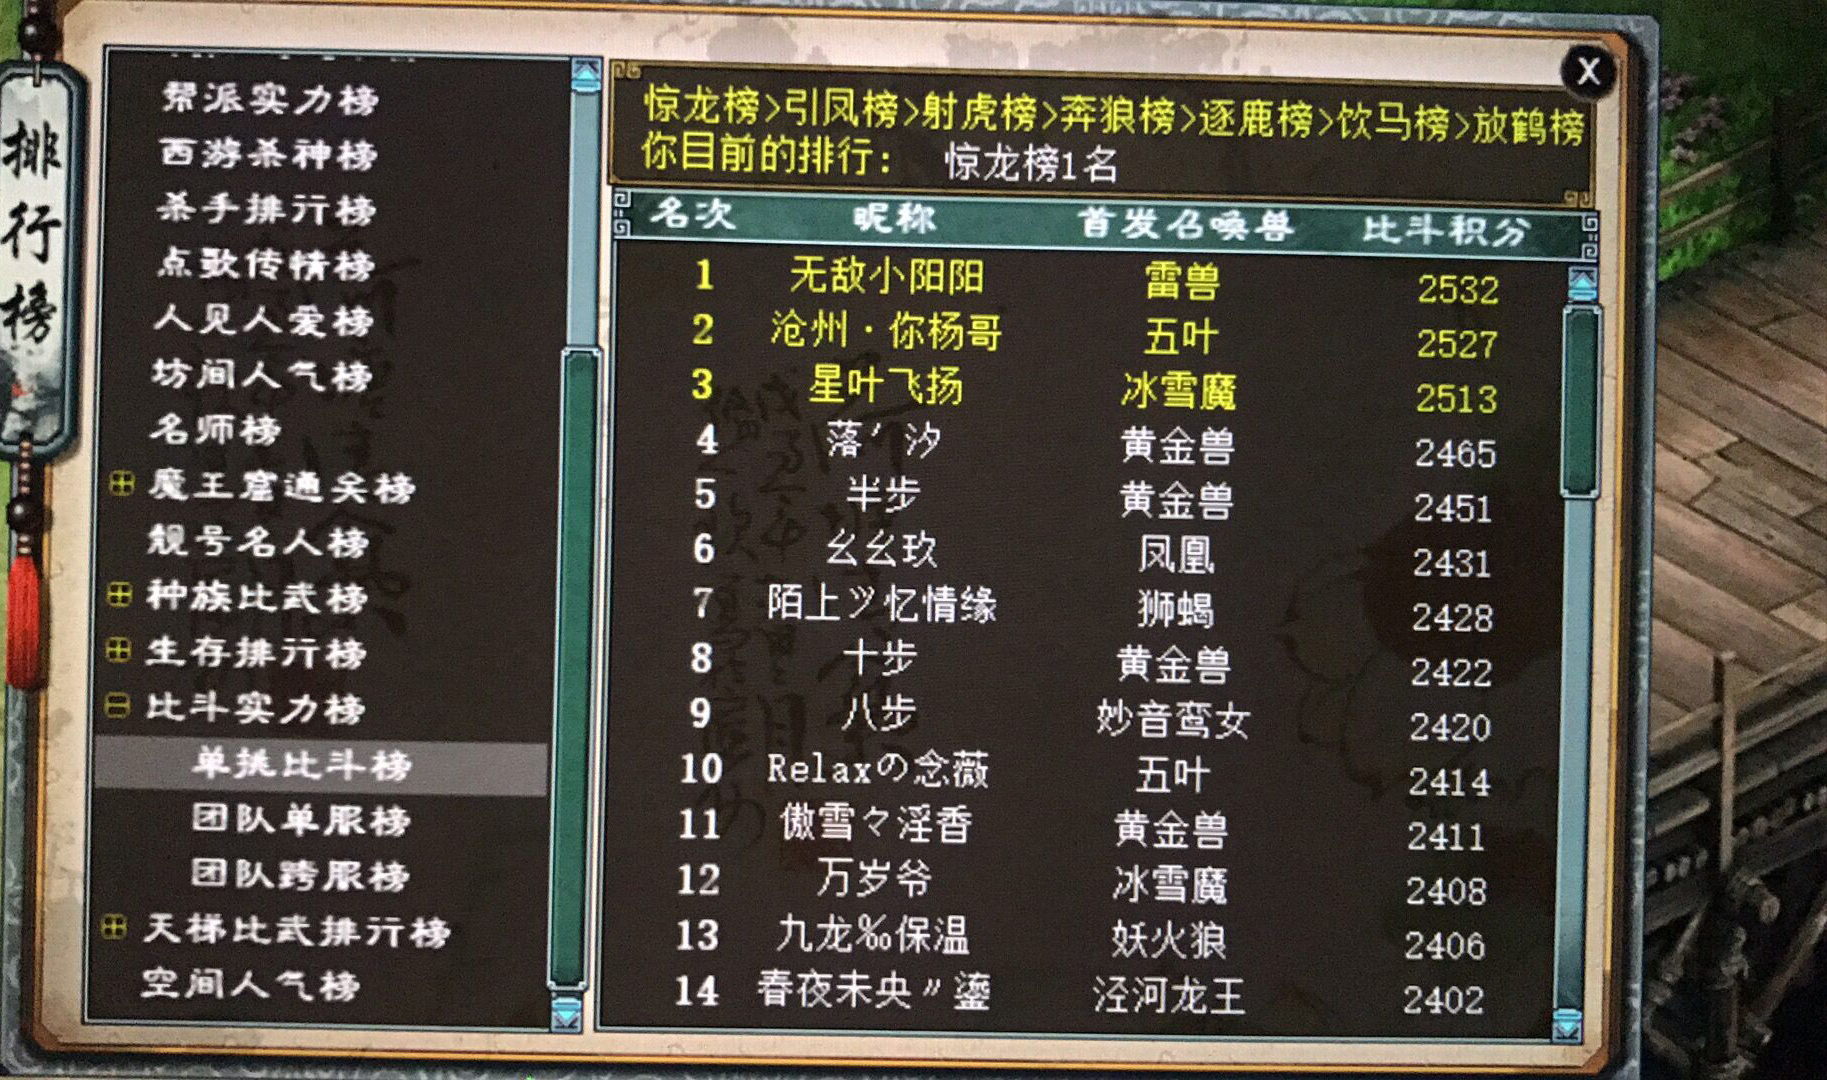 排行榜
帮派实力榜
西游杀神榜
杀手排行榜
点歌传情榜
人见人爱榜
坊间人气榜
名师榜
魔王窟通关榜
靓号名人榜
种族比武榜
生存排行榜
比斗实力榜
单挑比斗榜
团队单服榜
团队跨服榜
天梯比武排行榜
空间人气榜
X
惊龙榜>引凤榜>射虎榜>奔狼榜>逐鹿榜>饮马榜>放鹤榜
你目前的排行: 惊龙榜1名
名次 昵称 首发召唤兽 比斗积分
1 无敌小阳阳 雷兽 2532
2 沧州·你杨哥 五叶 2527
3 星叶飞扬 冰雪魔 2513
4 落′汐 黄金兽 2465
5 半步 黄金兽 2451
6 幺幺玖 凤凰 2431
7 陌上ツ忆情缘 狮蝎 2428
8 十步 黄金兽 2422
9 八步 妙音鸾女 2420
10 Relaxの念薇 五叶 2414
11 傲雪々淫香 黄金兽 2411
12 万岁爷 冰雪魔 2408
13 九龙‰保温 妖火狼 2406
14 春夜未央〃鎏 泾河龙王 2402